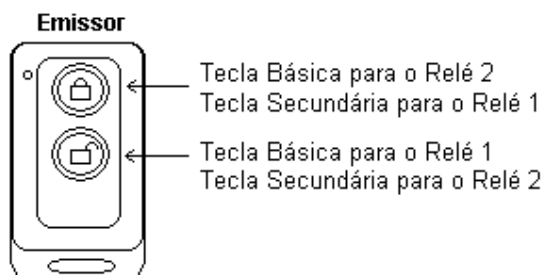 Emissor
Tecla Básica para o Relé 2
Tecla Secundária para o Relé 1
Tecla Básica para o Relé 1
Tecla Secundária para o Relé 2